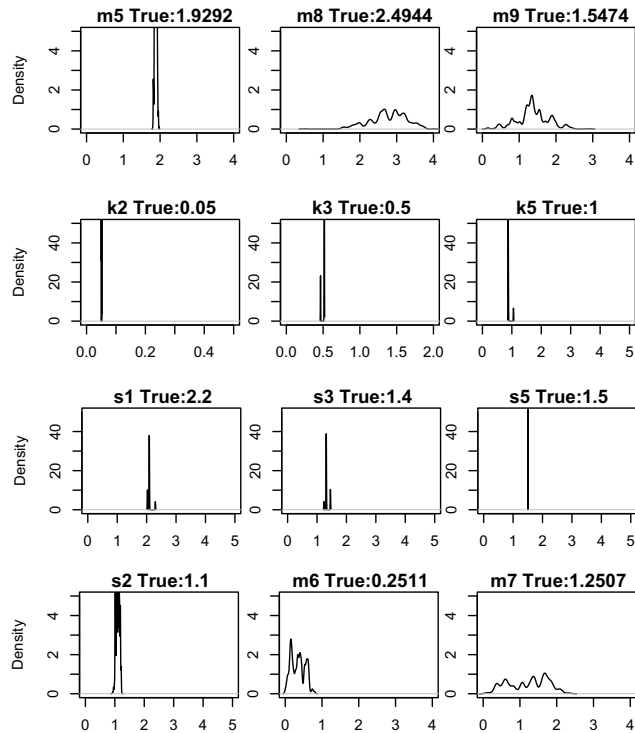 m5 True:1.9292 m8 True:2.4944 m9 True:1.5474
Density
0 2 4
0 2 4
0 2 4
0 1 2 3 4 0 1 2 3 4 0 1 2 3 4 5
k2 True:0.05 k3 True:0.5 k5 True:1
Density
0 20 40
0 20 40
0 20 40
0.0 0.2 0.4 0.0 0.5 1.0 1.5 2.0 0 1 2 3 4 5
s1 True:2.2 s3 True:1.4 s5 True:1.5
Density
0 20 40
0 20 40
0 20 40
0 1 2 3 4 5 0 1 2 3 4 5 0 1 2 3 4 5
s2 True:1.1 m6 True:0.2511 m7 True:1.2507
Density
0 2 4
0 2 4
0 2 4
0 1 2 3 4 5 0 1 2 3 4 0 1 2 3 4